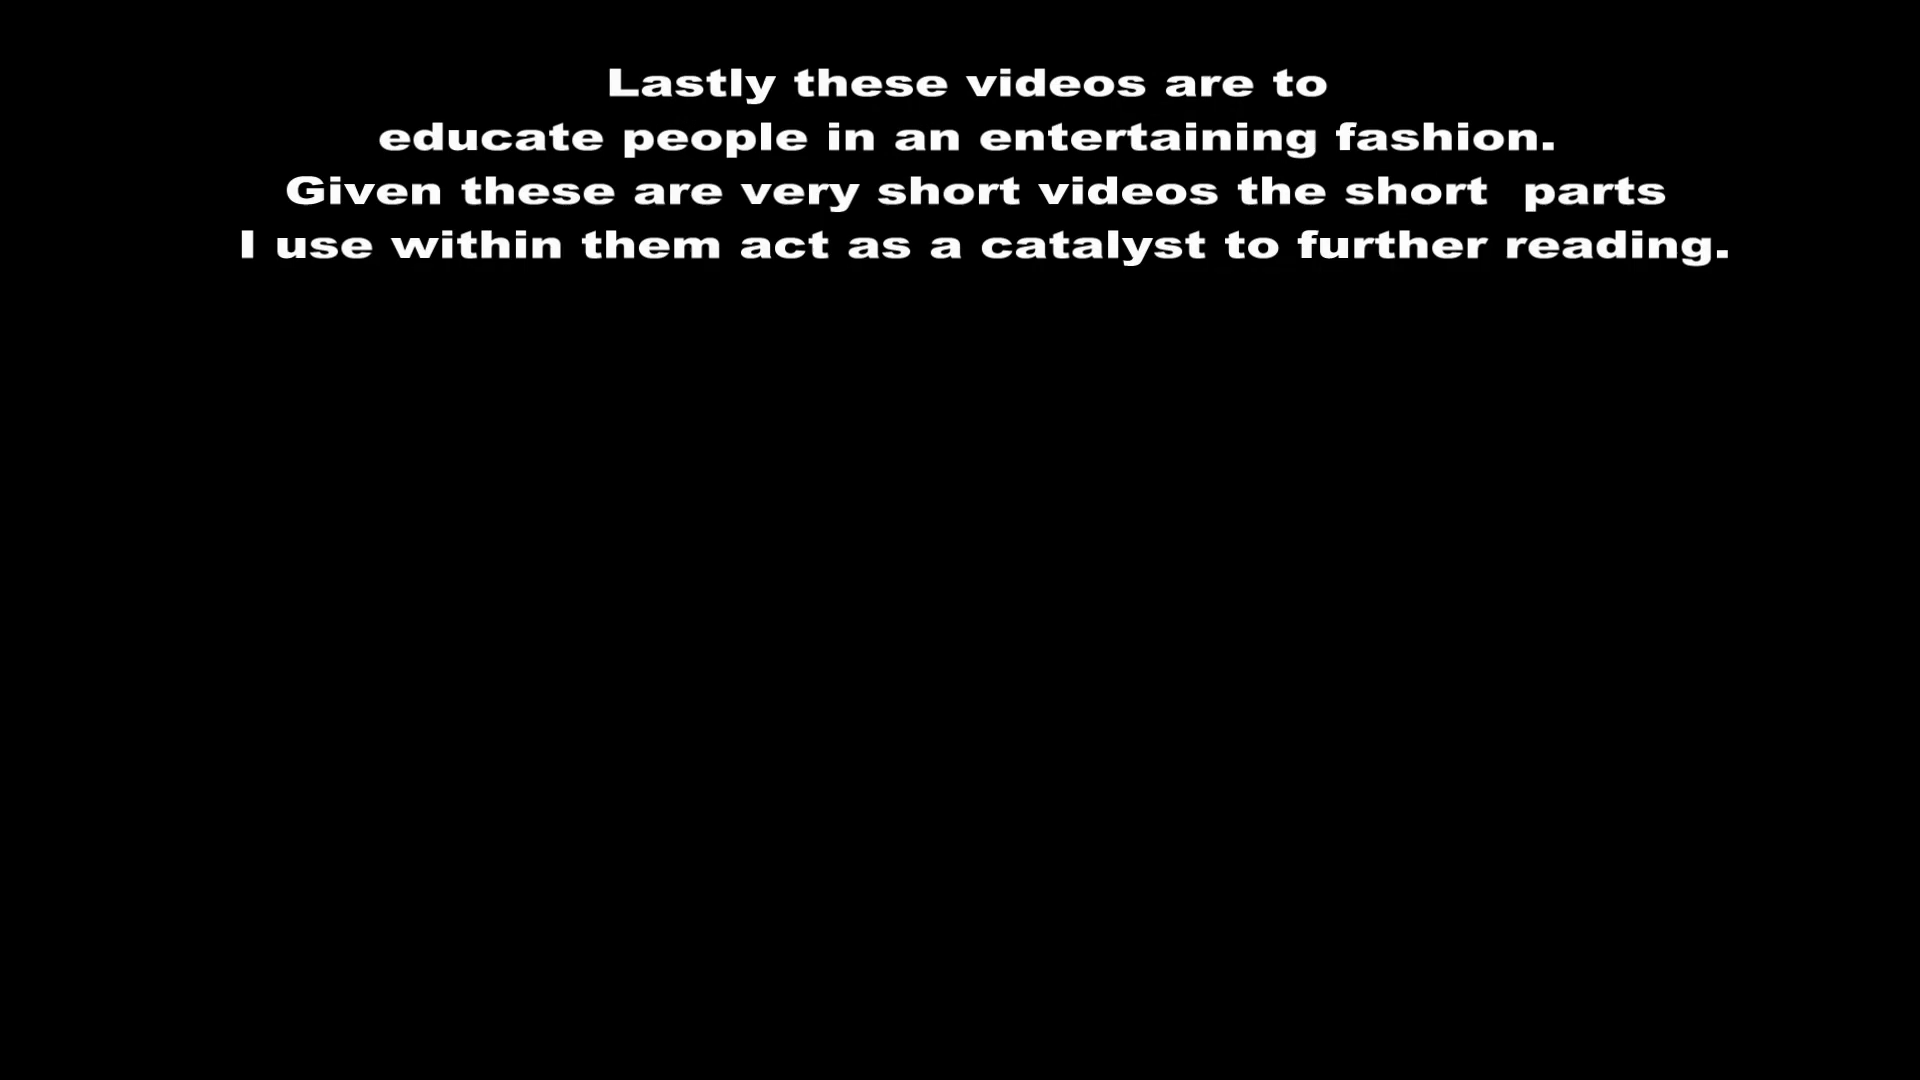 Lastly these videos are to
educate people in an entertaining fashion.
Given these are very short videos the short  parts
I use within them act as a catalyst to further reading.